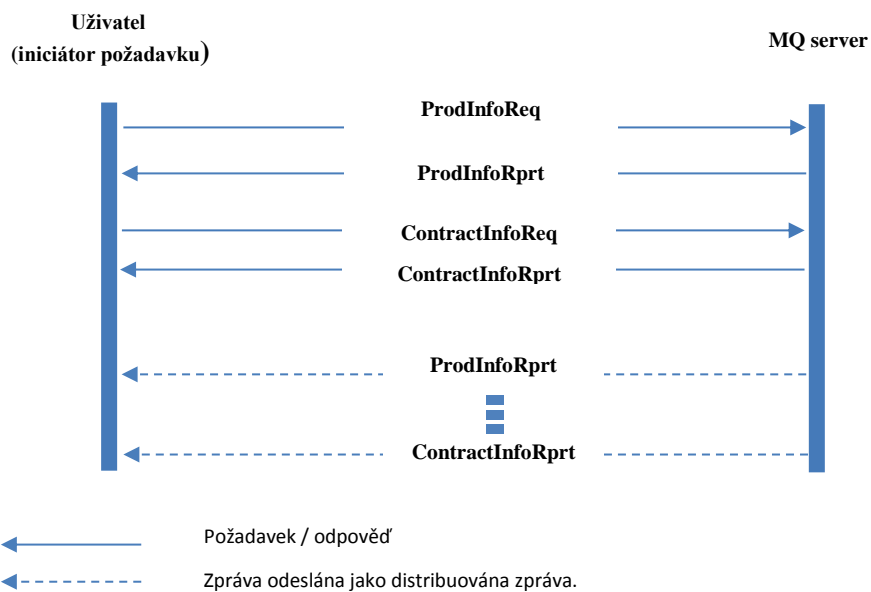 Uživatel
(iniciátor požadavku)
MQ server
ProdInfoReq
ProdInfoRprt
ContractInfoReq
ContractInfoRprt
ProdInfoRprt
ContractInfoRprt
Požadavek / odpověď
Zpráva odeslána jako distribuována zpráva.